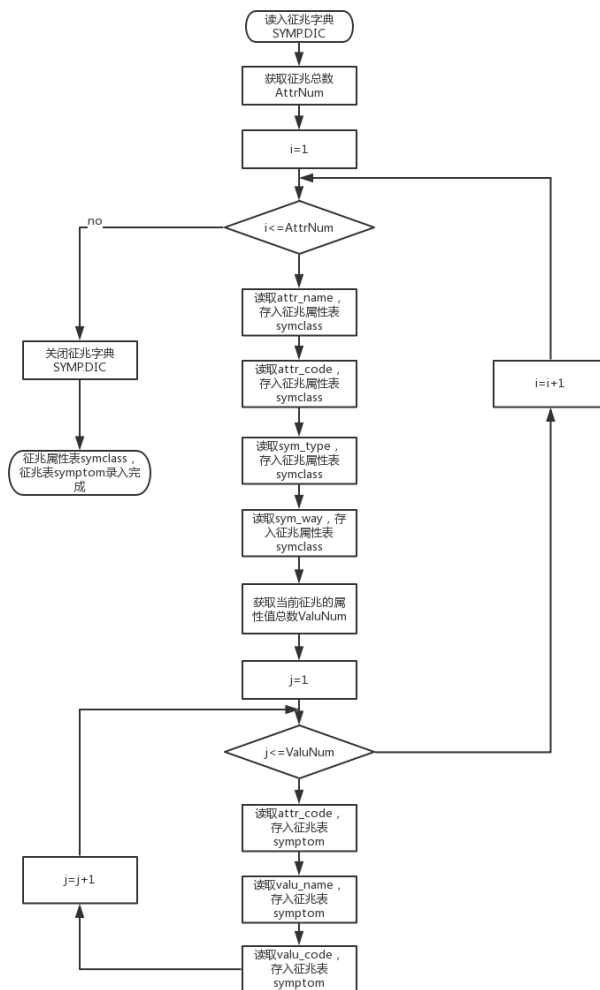 读入征兆字典
SYMP.DIC
获取征兆总数
AttrNum
i=1
i<=AttrNum
no
读取attr_name，
存入征兆属性表
symclass
关闭征兆字典
SYMP.DIC
读取attr_code，
存入征兆属性表
symclass
i=i+1
征兆属性表symclass，
征兆表symptom录入完
成
读取sym_type，
存入征兆属性表
symclass
读取sym_way，存
入征兆属性表
symclass
获取当前征兆的属
性值总数ValuNum
j=1
j<=ValuNum
读取attr_code，
存入征兆表
symptom
j=j+1
读取valu_name，
存入征兆表
symptom
读取valu_code，
存入征兆表
symptom